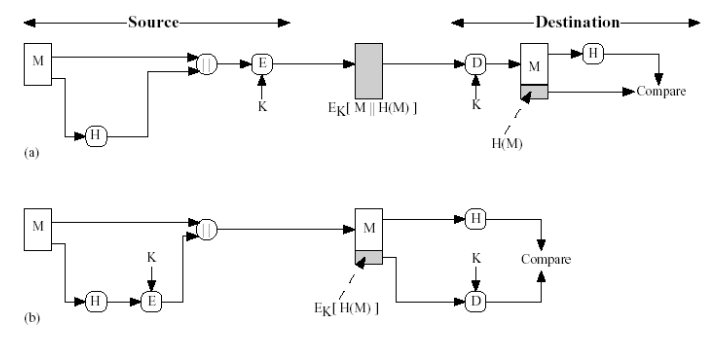 Source Destination
M || E D M H
K K Compare
E_K[ M || H(M) ]
H
H(M)
(a)
M || M H
K K Compare
H E D
E_K[ H(M) ]
(b)